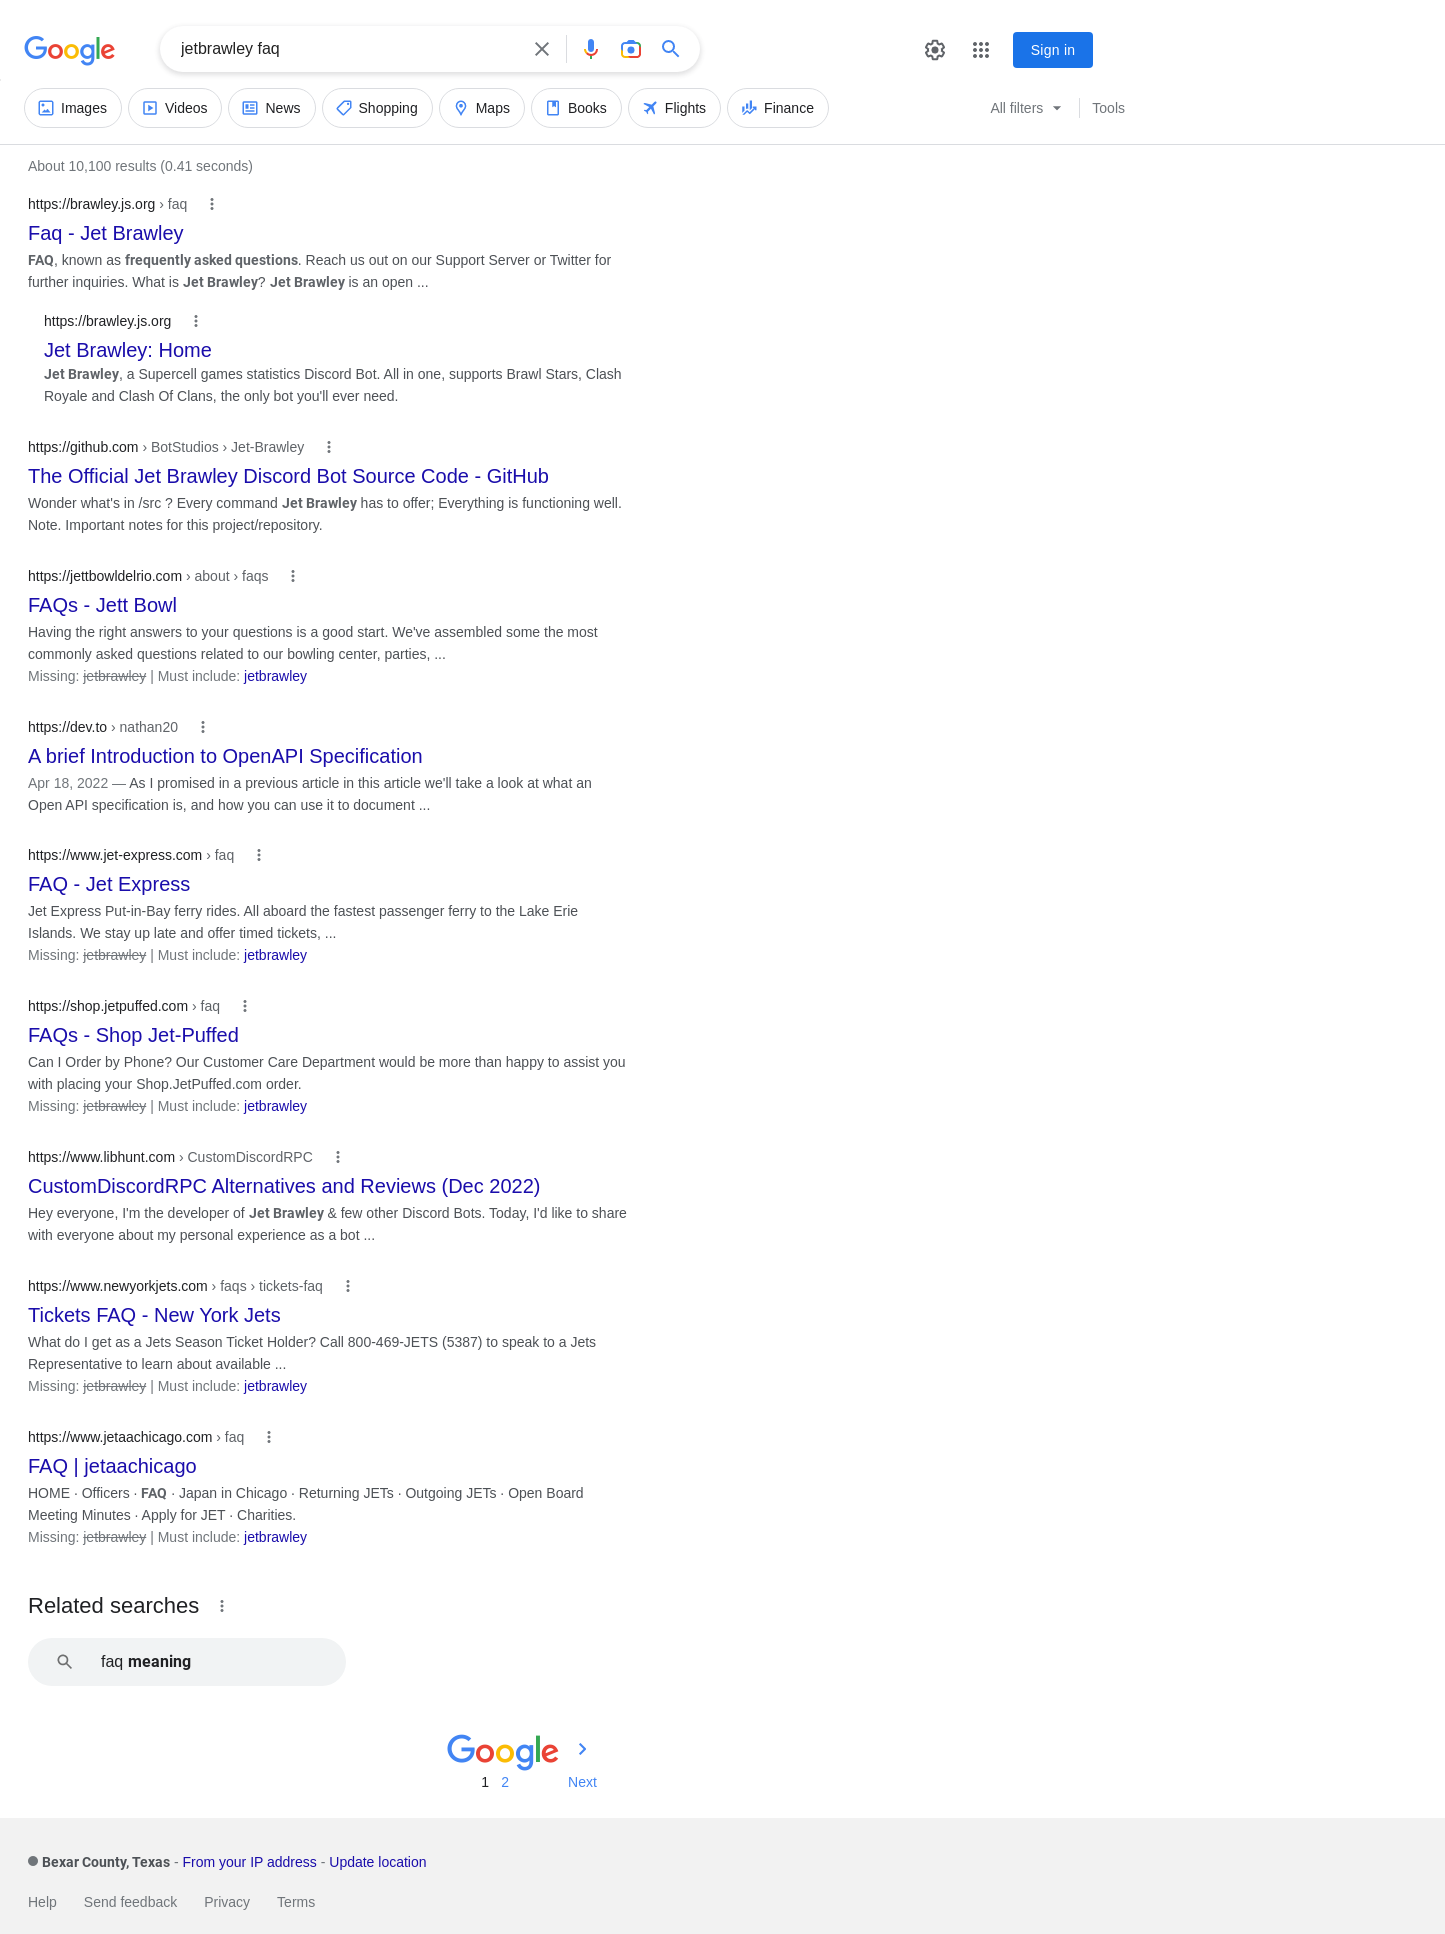 Google
jetbrawley faq
Sign in
Images Videos News Shopping Maps Books Flights Finance All filters Tools
About 10,100 results (0.41 seconds)
https://brawley.js.org › faq
Faq - Jet Brawley
FAQ, known as frequently asked questions. Reach us out on our Support Server or Twitter for
further inquiries. What is Jet Brawley? Jet Brawley is an open ...
https://brawley.js.org
Jet Brawley: Home
Jet Brawley, a Supercell games statistics Discord Bot. All in one, supports Brawl Stars, Clash
Royale and Clash Of Clans, the only bot you'll ever need.
https://github.com › BotStudios › Jet-Brawley
The Official Jet Brawley Discord Bot Source Code - GitHub
Wonder what's in /src ? Every command Jet Brawley has to offer; Everything is functioning well.
Note. Important notes for this project/repository.
https://jettbowldelrio.com › about › faqs
FAQs - Jett Bowl
Having the right answers to your questions is a good start. We've assembled some the most
commonly asked questions related to our bowling center, parties, ...
Missing: jetbrawley | Must include: jetbrawley
https://dev.to › nathan20
A brief Introduction to OpenAPI Specification
Apr 18, 2022 — As I promised in a previous article in this article we'll take a look at what an
Open API specification is, and how you can use it to document ...
https://www.jet-express.com › faq
FAQ - Jet Express
Jet Express Put-in-Bay ferry rides. All aboard the fastest passenger ferry to the Lake Erie
Islands. We stay up late and offer timed tickets, ...
Missing: jetbrawley | Must include: jetbrawley
https://shop.jetpuffed.com › faq
FAQs - Shop Jet-Puffed
Can I Order by Phone? Our Customer Care Department would be more than happy to assist you
with placing your Shop.JetPuffed.com order.
Missing: jetbrawley | Must include: jetbrawley
https://www.libhunt.com › CustomDiscordRPC
CustomDiscordRPC Alternatives and Reviews (Dec 2022)
Hey everyone, I'm the developer of Jet Brawley & few other Discord Bots. Today, I'd like to share
with everyone about my personal experience as a bot ...
https://www.newyorkjets.com › faqs › tickets-faq
Tickets FAQ - New York Jets
What do I get as a Jets Season Ticket Holder? Call 800-469-JETS (5387) to speak to a Jets
Representative to learn about available ...
Missing: jetbrawley | Must include: jetbrawley
https://www.jetaachicago.com › faq
FAQ | jetaachicago
HOME · Officers · FAQ · Japan in Chicago · Returning JETs · Outgoing JETs · Open Board
Meeting Minutes · Apply for JET · Charities.
Missing: jetbrawley | Must include: jetbrawley
Related searches
faq meaning
Google
1 2 Next
Bexar County, Texas - From your IP address - Update location
Help Send feedback Privacy Terms